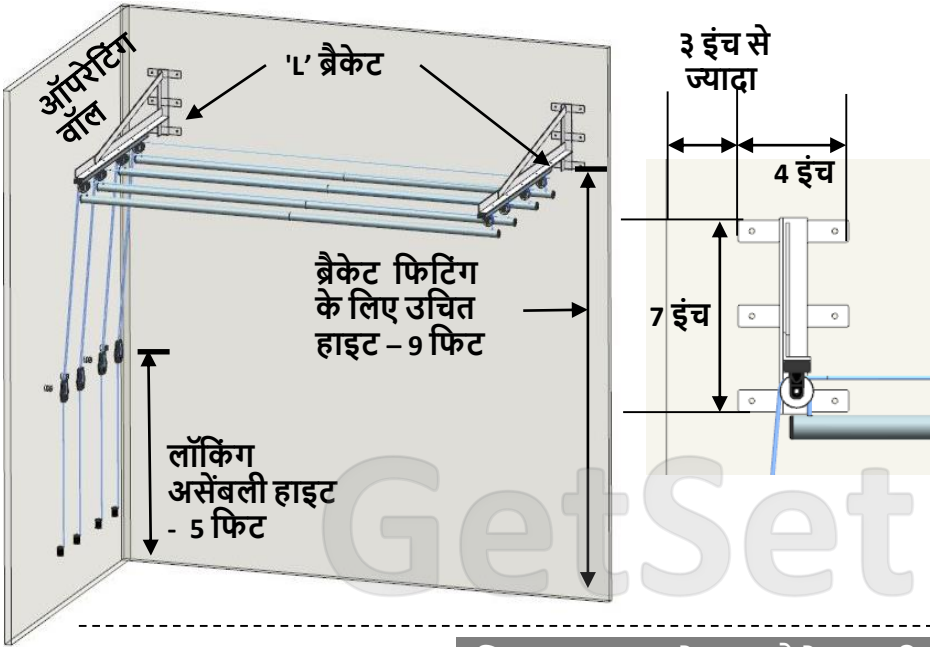 ऑपरेटिंग
वॉल
'L’ ब्रैकेट
३ इंच से
ज्यादा
4 इंच
7 इंच
ब्रैकेट फिटिंग
के लिए उचित
हाइट – 9 फिट
लॉकिंग
असेंबली हाइट
- 5 फिट
GetSet